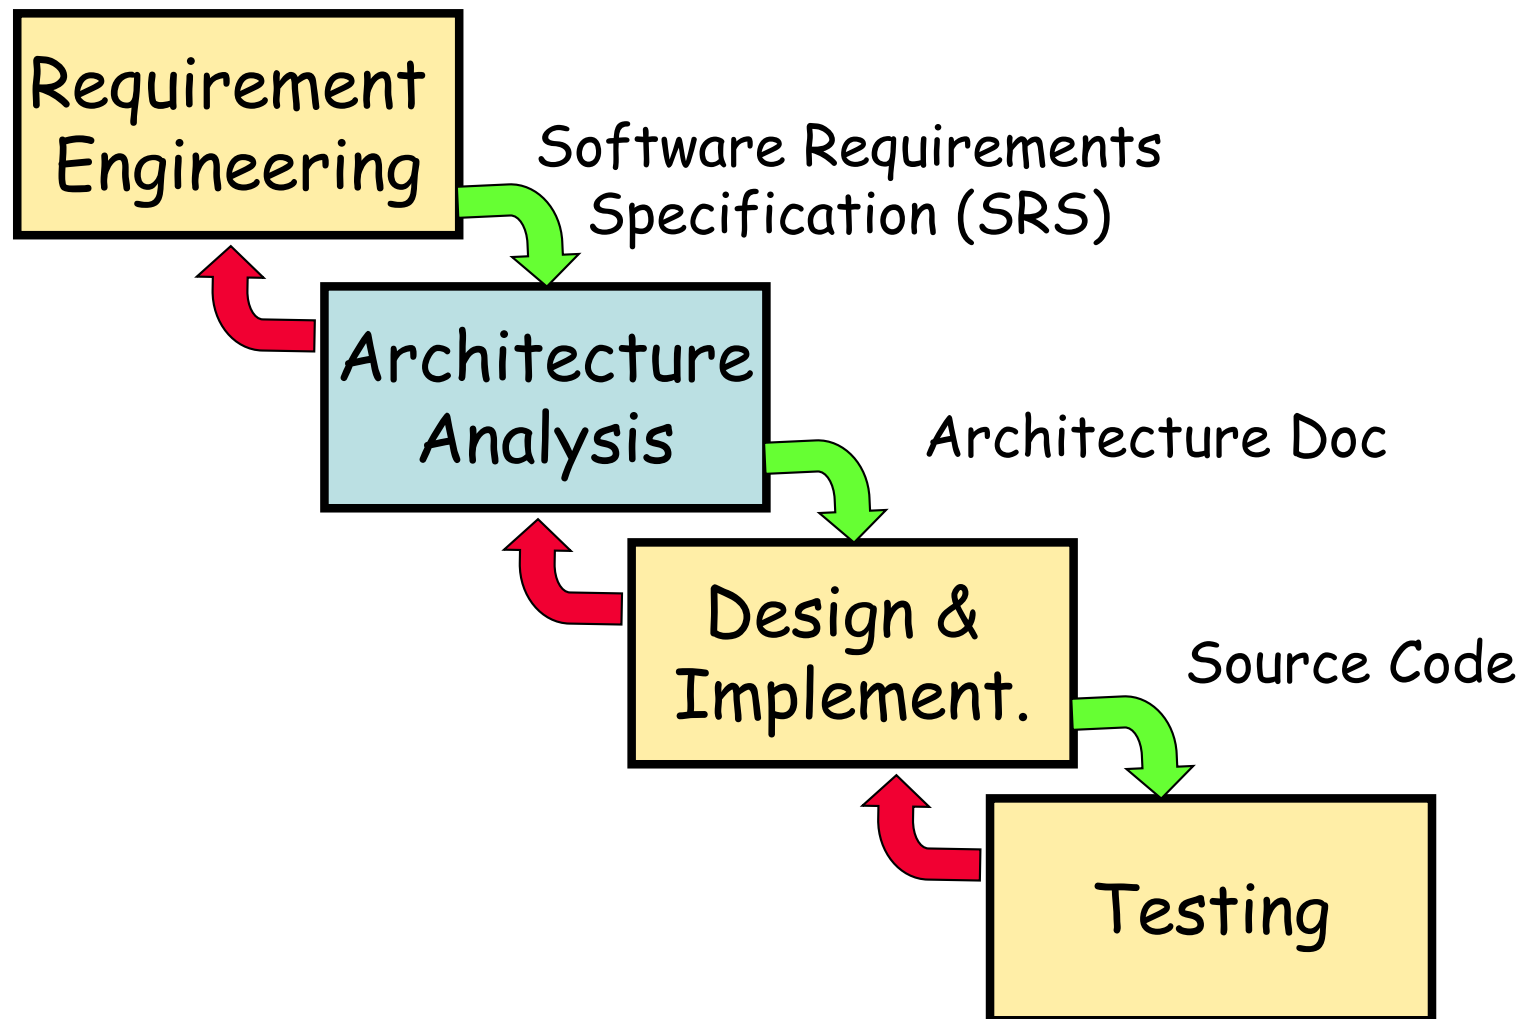 Requirement
Engineering
Software Requirements
Specification (SRS)
Architecture
Analysis
Architecture Doc
Design &
Implement.
Source Code
Testing